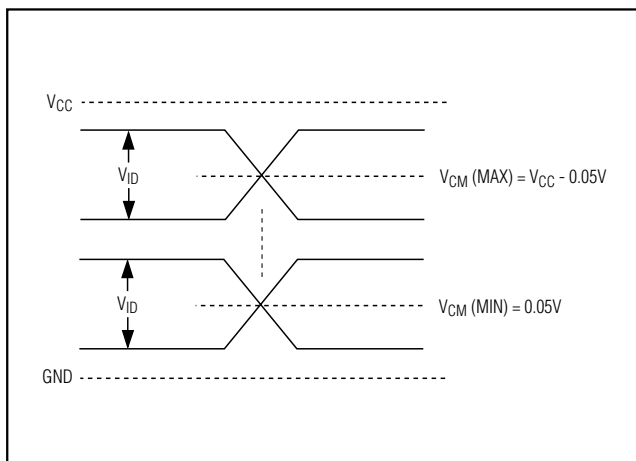 VCC
VID
VCM (MAX) = VCC - 0.05V
VID
VCM (MIN) = 0.05V
GND